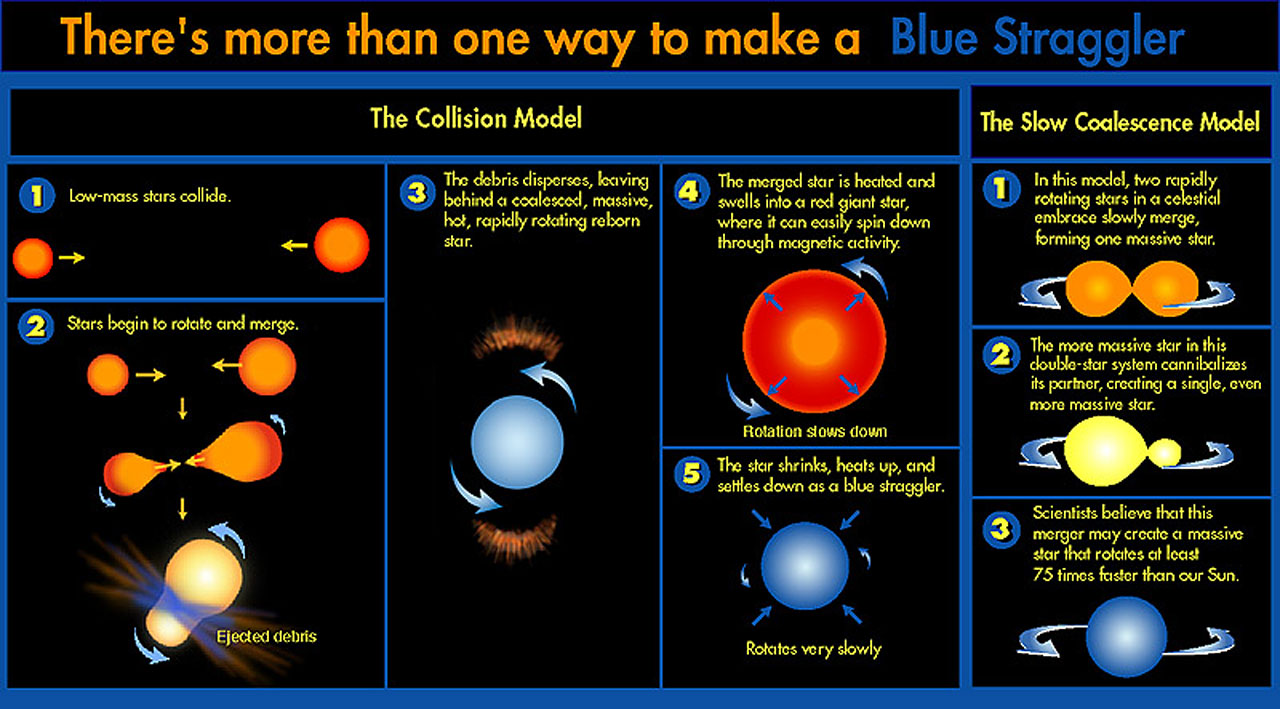 There's more than one way to make a Blue Straggler
The Collision Model
1
Low-mass stars collide.
2
Stars begin to rotate and merge.
Ejected debris
3
The debris disperses, leaving
behind a coalesced, massive,
hot, rapidly rotating reborn
star.
4
The merged star is heated and
swells into a red giant star,
where it can easily spin down
through magnetic activity.
Rotation slows down
5
The star shrinks, heats up, and
settles down as a blue straggler.
Rotates very slowly
The Slow Coalescence Model
1
In this model, two rapidly
rotating stars in a celestial
embrace slowly merge,
forming one massive star.
2
The more massive star in this
double-star system cannibalizes
its partner, creating a single, even
more massive star.
3
Scientists believe that this
merger may create a massive
star that rotates at least
75 times faster than our Sun.